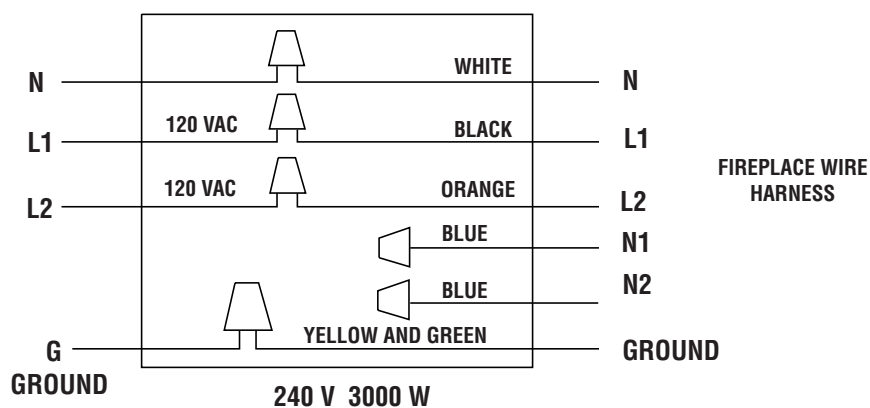 N WHITE N
L1 120 VAC BLACK L1
L2 120 VAC ORANGE L2
FIREPLACE WIRE
HARNESS
BLUE N1
BLUE N2
G YELLOW AND GREEN GROUND
GROUND
240 V 3000 W